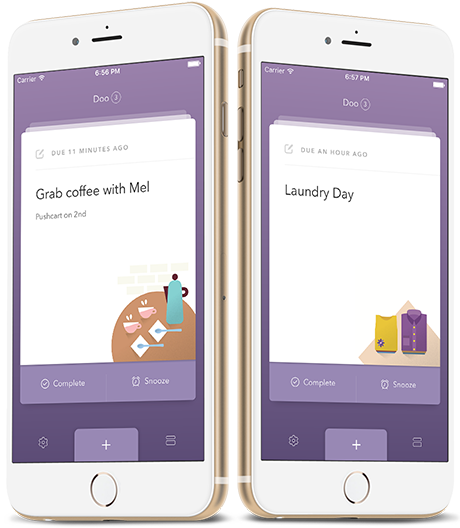 Carrier 6:56 PM
Doo 3
DUE 11 MINUTES AGO
Grab coffee with Mel
Pushcart on 2nd
Complete Snooze
+
Carrier 6:57 PM
Doo 3
DUE AN HOUR AGO
Laundry Day
Complete Snooze
+